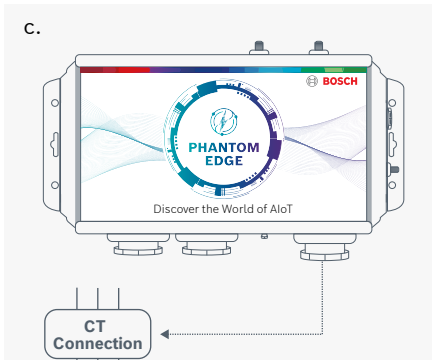 c.
BOSCH
PHANTOM
EDGE
Discover the World of AIoT
CT
Connection